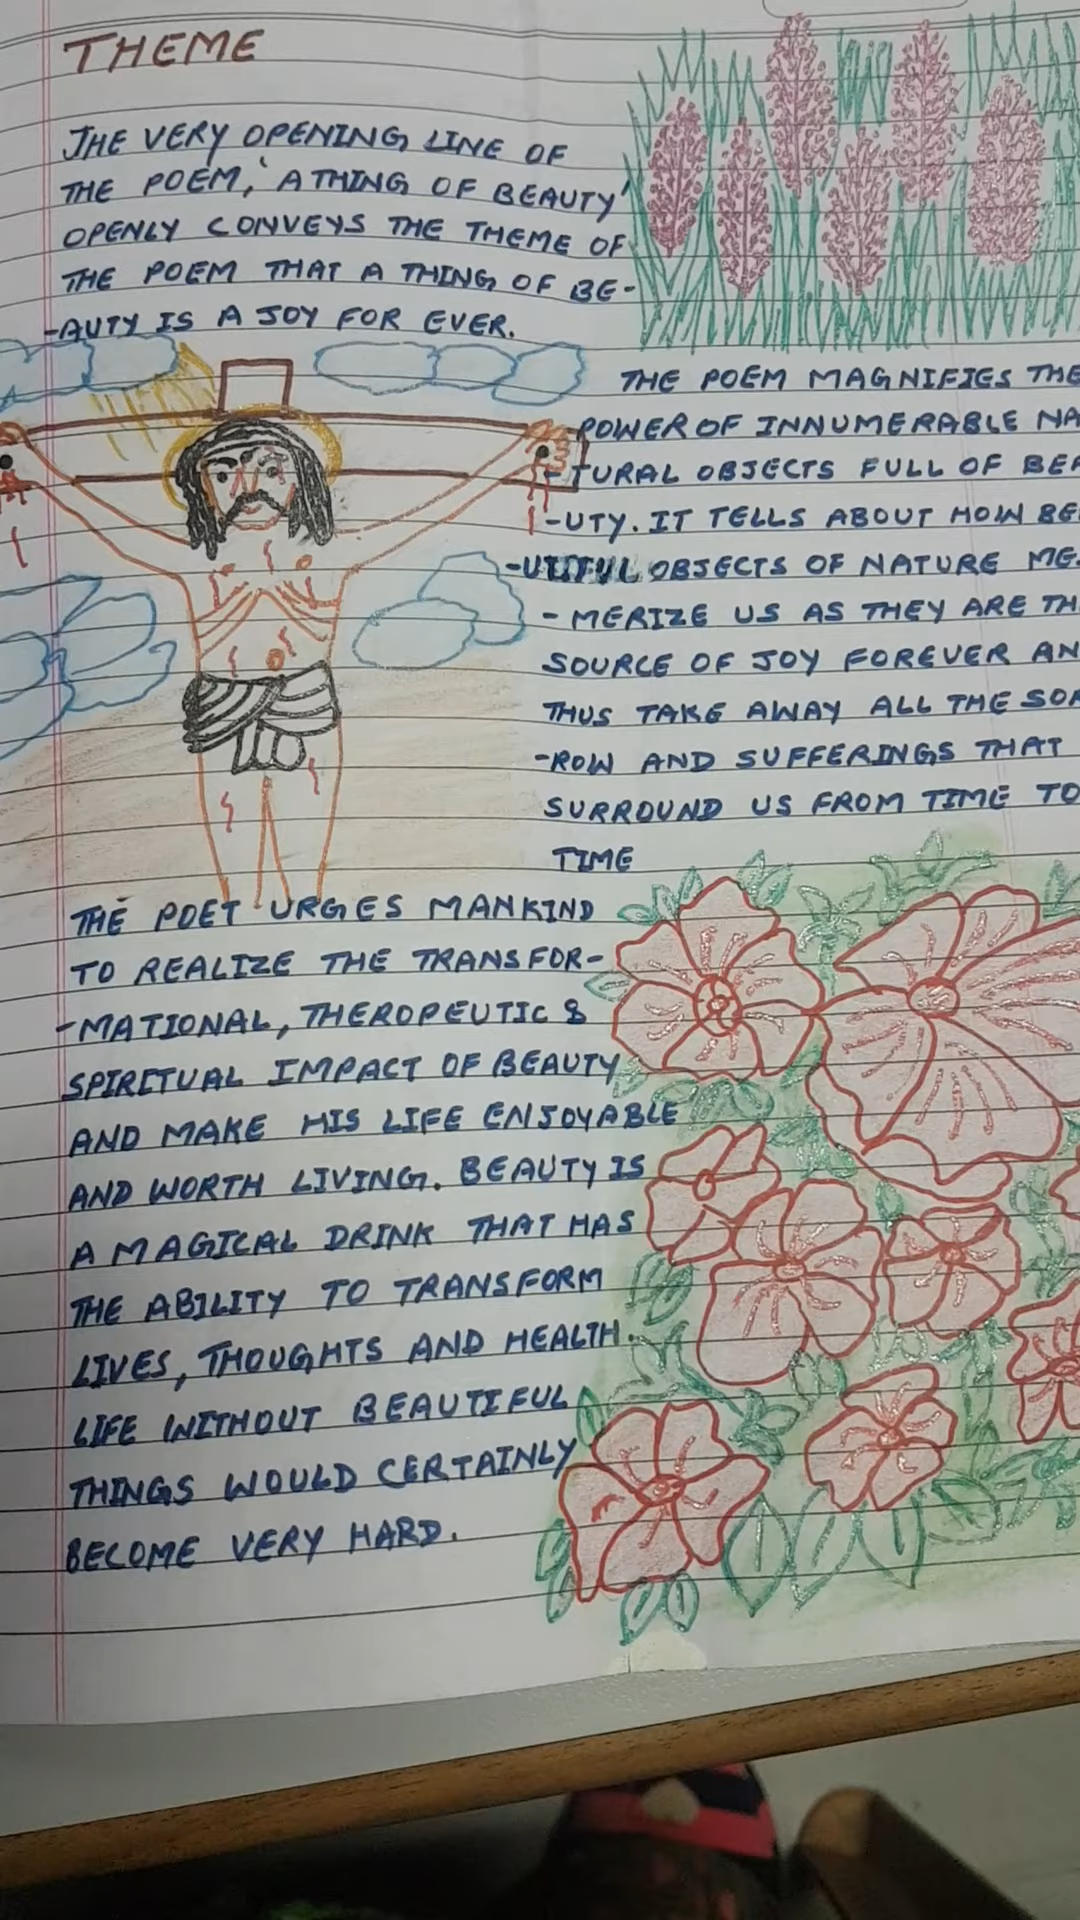 THEME
THE VERY OPENING LINE OF
THE POEM, 'A THING OF BEAUTY'
OPENLY CONVEYS THE THEME OF
THE POEM THAT A THING OF BE-
-AUTY IS A JOY FOR EVER.
THE POEM MAGNIFIES THE
POWER OF INNUMERABLE NA
TURAL OBJECTS FULL OF BEA
-UTY. IT TELLS ABOUT HOW BE
-UTIFUL OBJECTS OF NATURE ME
- MERIZE US AS THEY ARE TH
SOURCE OF JOY FOREVER AN
THUS TAKE AWAY ALL THE SOR
-ROW AND SUFFERINGS THAT
SURROUND US FROM TIME TO
TIME
THE POET URGES MANKIND
TO REALIZE THE TRANSFOR-
-MATIONAL, THEROPEUTIC &
SPIRITUAL IMPACT OF BEAUTY
AND MAKE HIS LIFE ENJOYABLE
AND WORTH LIVING. BEAUTY IS
A MAGICAL DRINK THAT HAS
THE ABILITY TO TRANSFORM
LIVES, THOUGHTS AND HEALTH.
LIFE WITHOUT BEAUTIFUL
THINGS WOULD CERTAINLY
BECOME VERY HARD.